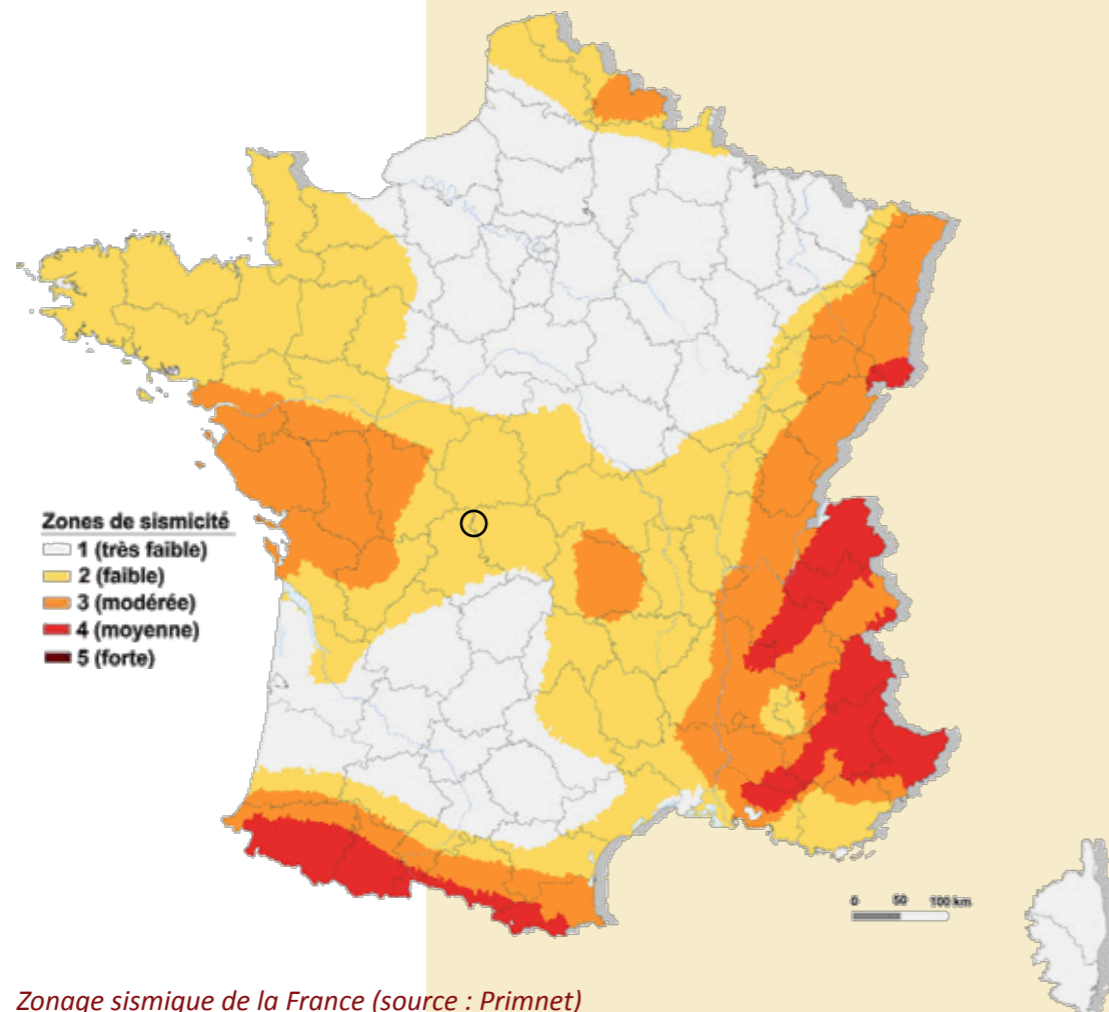 Zones de sismicité
1 (très faible)
2 (faible)
3 (modérée)
4 (moyenne)
5 (forte)
0 50 100 km
Zonage sismique de la France (source : Primnet)